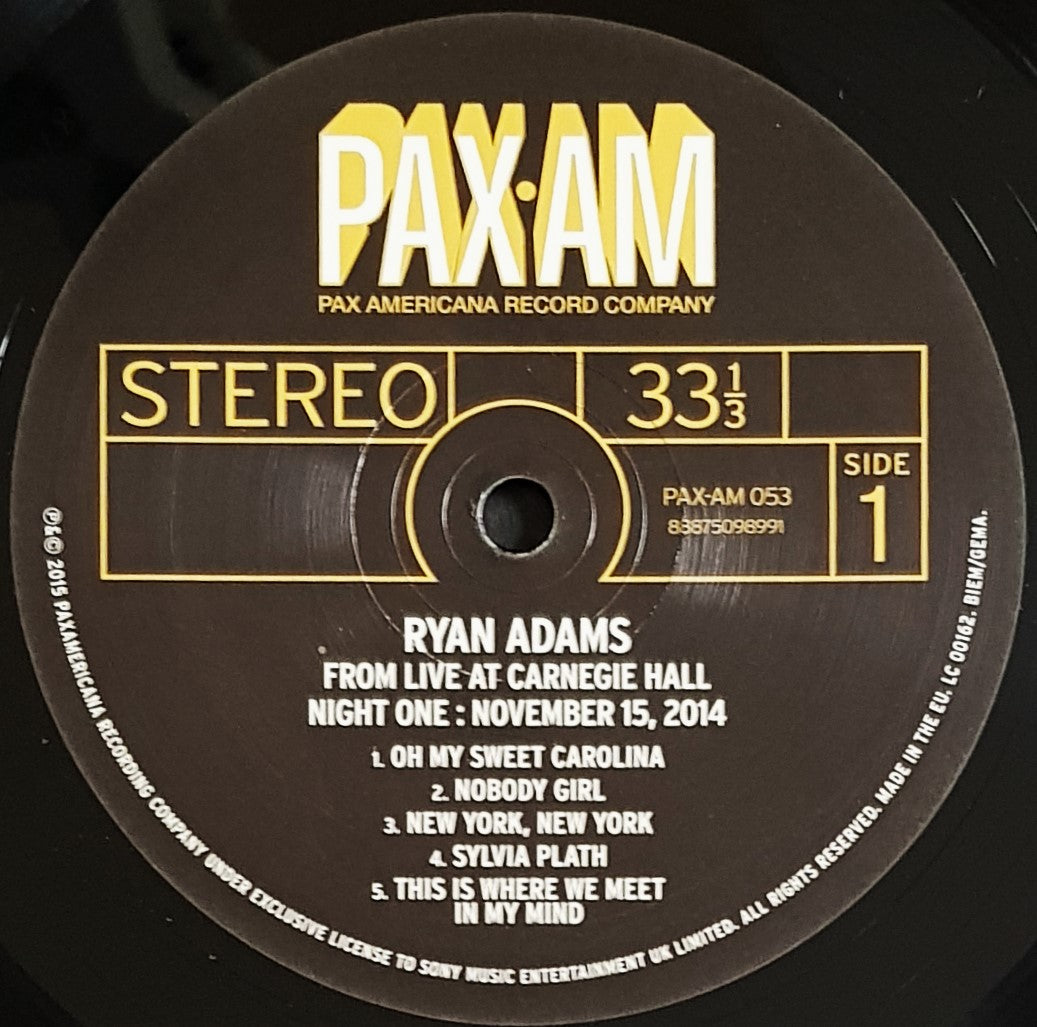 PAX·AM
PAX AMERICANA RECORD COMPANY
STEREO
33⅓
SIDE
1
PAX-AM 053
88875098991
RYAN ADAMS
FROM LIVE AT CARNEGIE HALL
NIGHT ONE : NOVEMBER 15, 2014
1. OH MY SWEET CAROLINA
2. NOBODY GIRL
3. NEW YORK, NEW YORK
4. SYLVIA PLATH
5. THIS IS WHERE WE MEET
IN MY MIND
℗&© 2015 PAXAMERICANA RECORDING COMPANY UNDER EXCLUSIVE LICENSE TO SONY MUSIC ENTERTAINMENT UK LIMITED. ALL RIGHTS RESERVED. MADE IN THE EU. LC 00162. BIEM/GEMA.